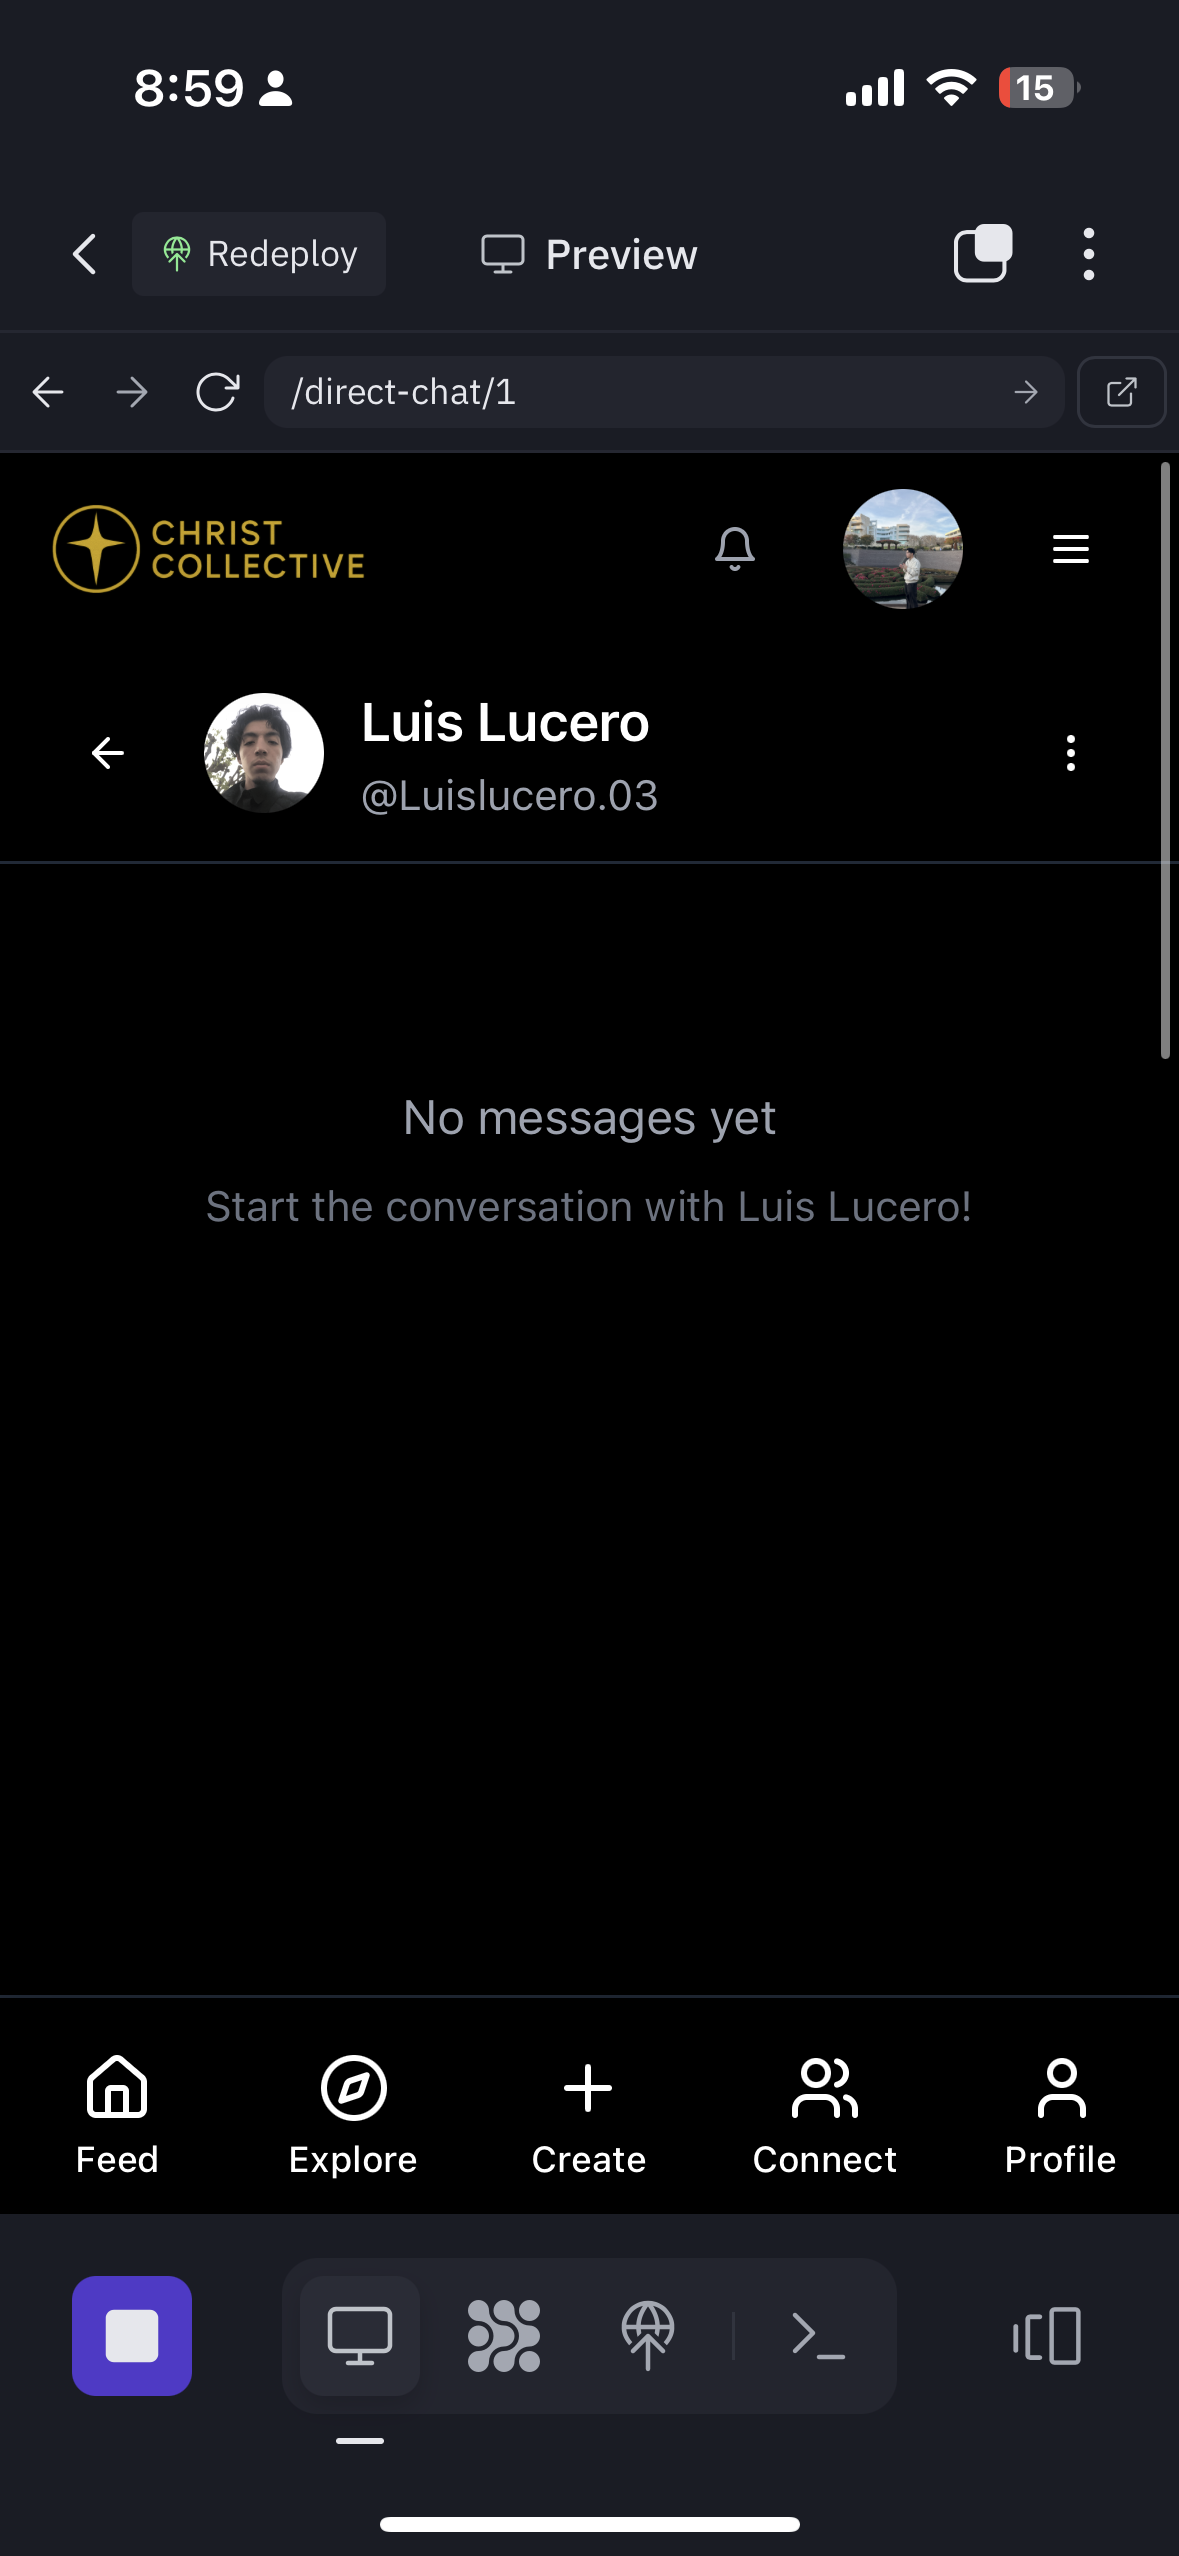 8:59
15
Redeploy
Preview
/direct-chat/1
CHRIST
COLLECTIVE
Luis Lucero
@Luislucero.03
No messages yet
Start the conversation with Luis Lucero!
Feed
Explore
Create
Connect
Profile